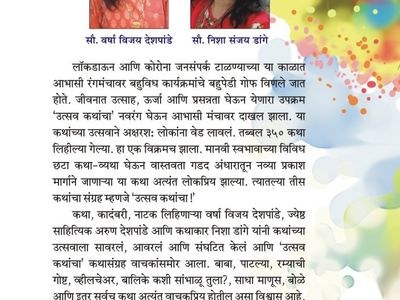 सौ. वर्षा विजय देशपांडे सौ. निशा संजय डांगे
लॉकडाऊन आणि कोरोना जनसंपर्क टाळण्याच्या या काळात
आभासी रंगमंचावर बहुविध कार्यक्रमांचे बहुपेडी गोफ विणले जात
होते. जीवनात उत्साह, ऊर्जा आणि प्रसन्नता घेऊन येणारा उपक्रम
'उत्सव कथांचा' नवरंग घेऊन आभासी मंचावर दाखल झाला. या
कथांच्या उत्सवाने अक्षरश: लोकांना वेड लावलं. तब्बल ३५० कथा
लिहील्या गेल्या. हा एक विक्रमच झाला. मानवी स्वभावाच्या विविध
छटा कथा–व्यथा घेऊन वास्तवता गडद अंधारातून नव्या प्रकाश
मार्गाने जाणाऱ्या या कथा अत्यंत लोकप्रिय झाल्या. त्यातल्या तीस
कथांचा संग्रह म्हणजे 'उत्सव कथांचा !'
कथा, कादंबरी, नाटक लिहिणाऱ्या वर्षा विजय देशपांडे, ज्येष्ठ
साहित्यिक अरुण देशपांडे आणि कथाकार निशा डांगे यांनी कथांच्या
उत्सवाला सावरलं, आवरलं आणि संघटित केलं आणि 'उत्सव
कथांचा' कथासंग्रह वाचकांसमोर आला. बाबा, पाटल्या, रम्याची
गोष्ट, व्हीलचेअर, बालिके कशी सांभाळू तुला?, साधा माणूस, बोळे
आणि इतर सर्वच कथा अत्यंत वाचकप्रिय होतील असा विश्वास आहे.